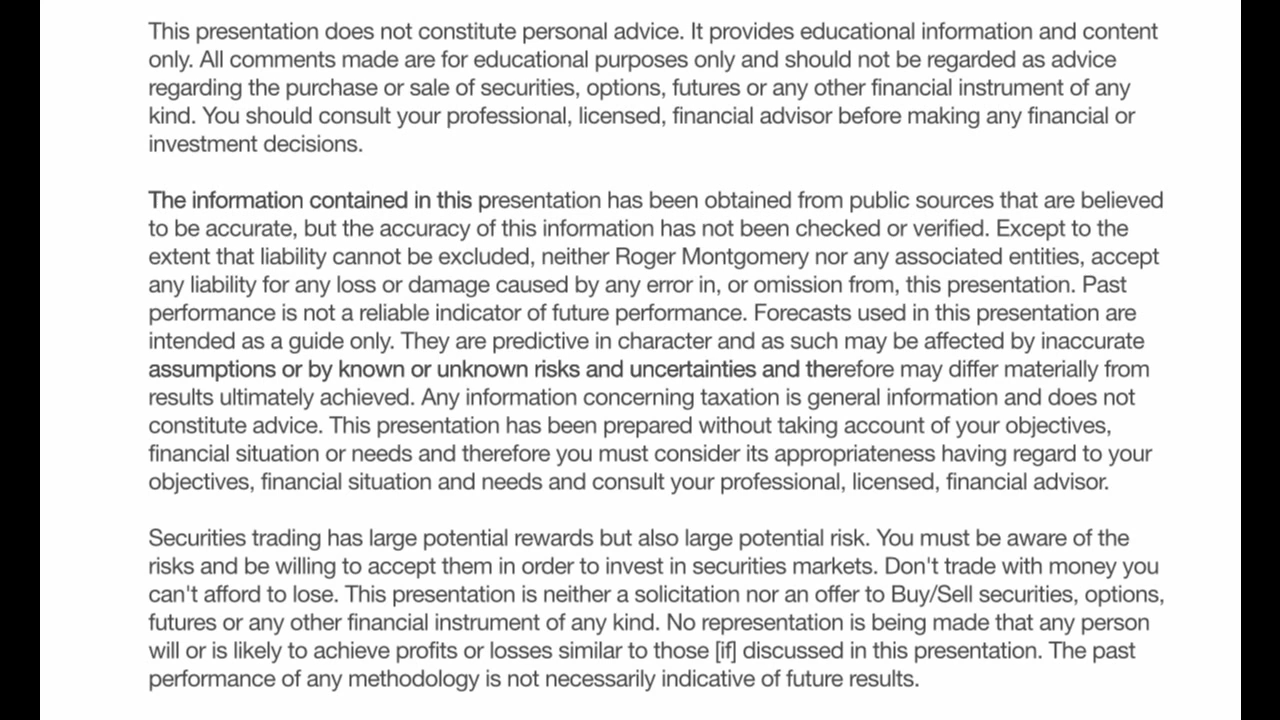 This presentation does not constitute personal advice. It provides educational information and content
only. All comments made are for educational purposes only and should not be regarded as advice
regarding the purchase or sale of securities, options, futures or any other financial instrument of any
kind. You should consult your professional, licensed, financial advisor before making any financial or
investment decisions.
The information contained in this presentation has been obtained from public sources that are believed
to be accurate, but the accuracy of this information has not been checked or verified. Except to the
extent that liability cannot be excluded, neither Roger Montgomery nor any associated entities, accept
any liability for any loss or damage caused by any error in, or omission from, this presentation. Past
performance is not a reliable indicator of future performance. Forecasts used in this presentation are
intended as a guide only. They are predictive in character and as such may be affected by inaccurate
assumptions or by known or unknown risks and uncertainties and therefore may differ materially from
results ultimately achieved. Any information concerning taxation is general information and does not
constitute advice. This presentation has been prepared without taking account of your objectives,
financial situation or needs and therefore you must consider its appropriateness having regard to your
objectives, financial situation and needs and consult your professional, licensed, financial advisor.
Securities trading has large potential rewards but also large potential risk. You must be aware of the
risks and be willing to accept them in order to invest in securities markets. Don't trade with money you
can't afford to lose. This presentation is neither a solicitation nor an offer to Buy/Sell securities, options,
futures or any other financial instrument of any kind. No representation is being made that any person
will or is likely to achieve profits or losses similar to those [if] discussed in this presentation. The past
performance of any methodology is not necessarily indicative of future results.